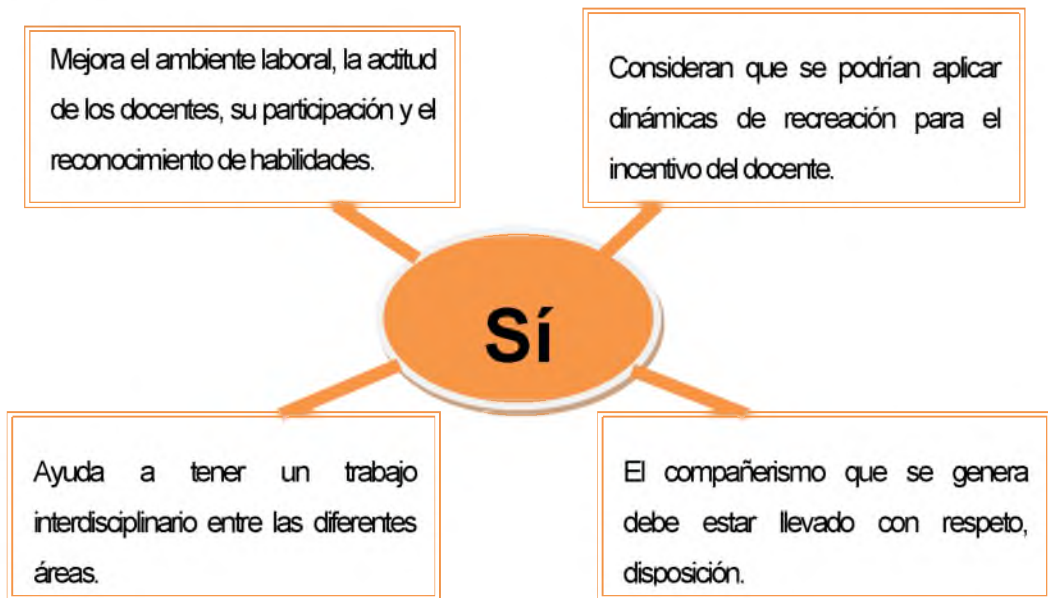 Mejora el ambiente laboral, la actitud
de los docentes, su participación y el
reconocimiento de habilidades.
Consideran que se podrían aplicar
dinámicas de recreación para el
incentivo del docente.
Sí
Ayuda a tener un trabajo
interdisciplinario entre las diferentes
áreas.
El compañerismo que se genera
debe estar llevado con respeto,
disposición.